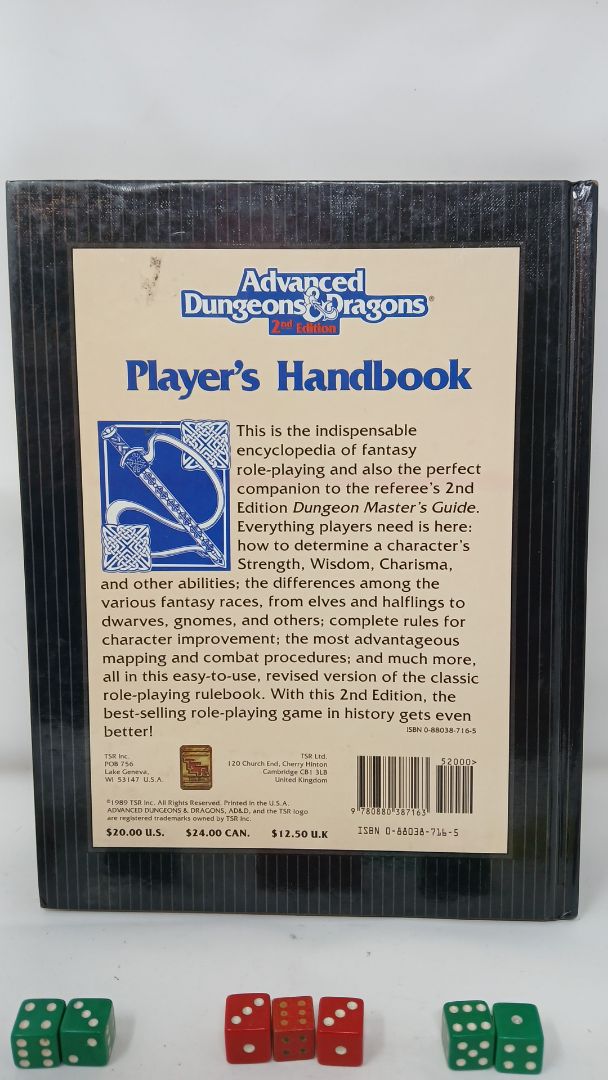 Advanced
Dungeons & Dragons®
2nd Edition
Player's Handbook
This is the indispensable
encyclopedia of fantasy
role-playing and also the perfect
companion to the referee's 2nd
Edition Dungeon Master's Guide.
Everything players need is here:
how to determine a character's
Strength, Wisdom, Charisma,
and other abilities; the differences among the
various fantasy races, from elves and halflings to
dwarves, gnomes, and others; complete rules for
character improvement; the most advantageous
mapping and combat procedures; and much more,
all in this easy-to-use, revised version of the classic
role-playing rulebook. With this 2nd Edition, the
best-selling role-playing game in history gets even
better!
ISBN 0-88038-716-5
TSR Inc.
POB 756
Lake Geneva,
WI 53147 U.S.A.
TSR
TSR Ltd.
120 Church End, Cherry Hinton
Cambridge CB1 3LB
United Kingdom
52000>
9 780880 387163
©1989 TSR Inc. All Rights Reserved. Printed in the U.S.A.
ADVANCED DUNGEONS & DRAGONS, AD&D, and the TSR logo
are registered trademarks owned by TSR Inc.
$20.00 U.S. $24.00 CAN. $12.50 U.K
ISBN 0-88038-716-5